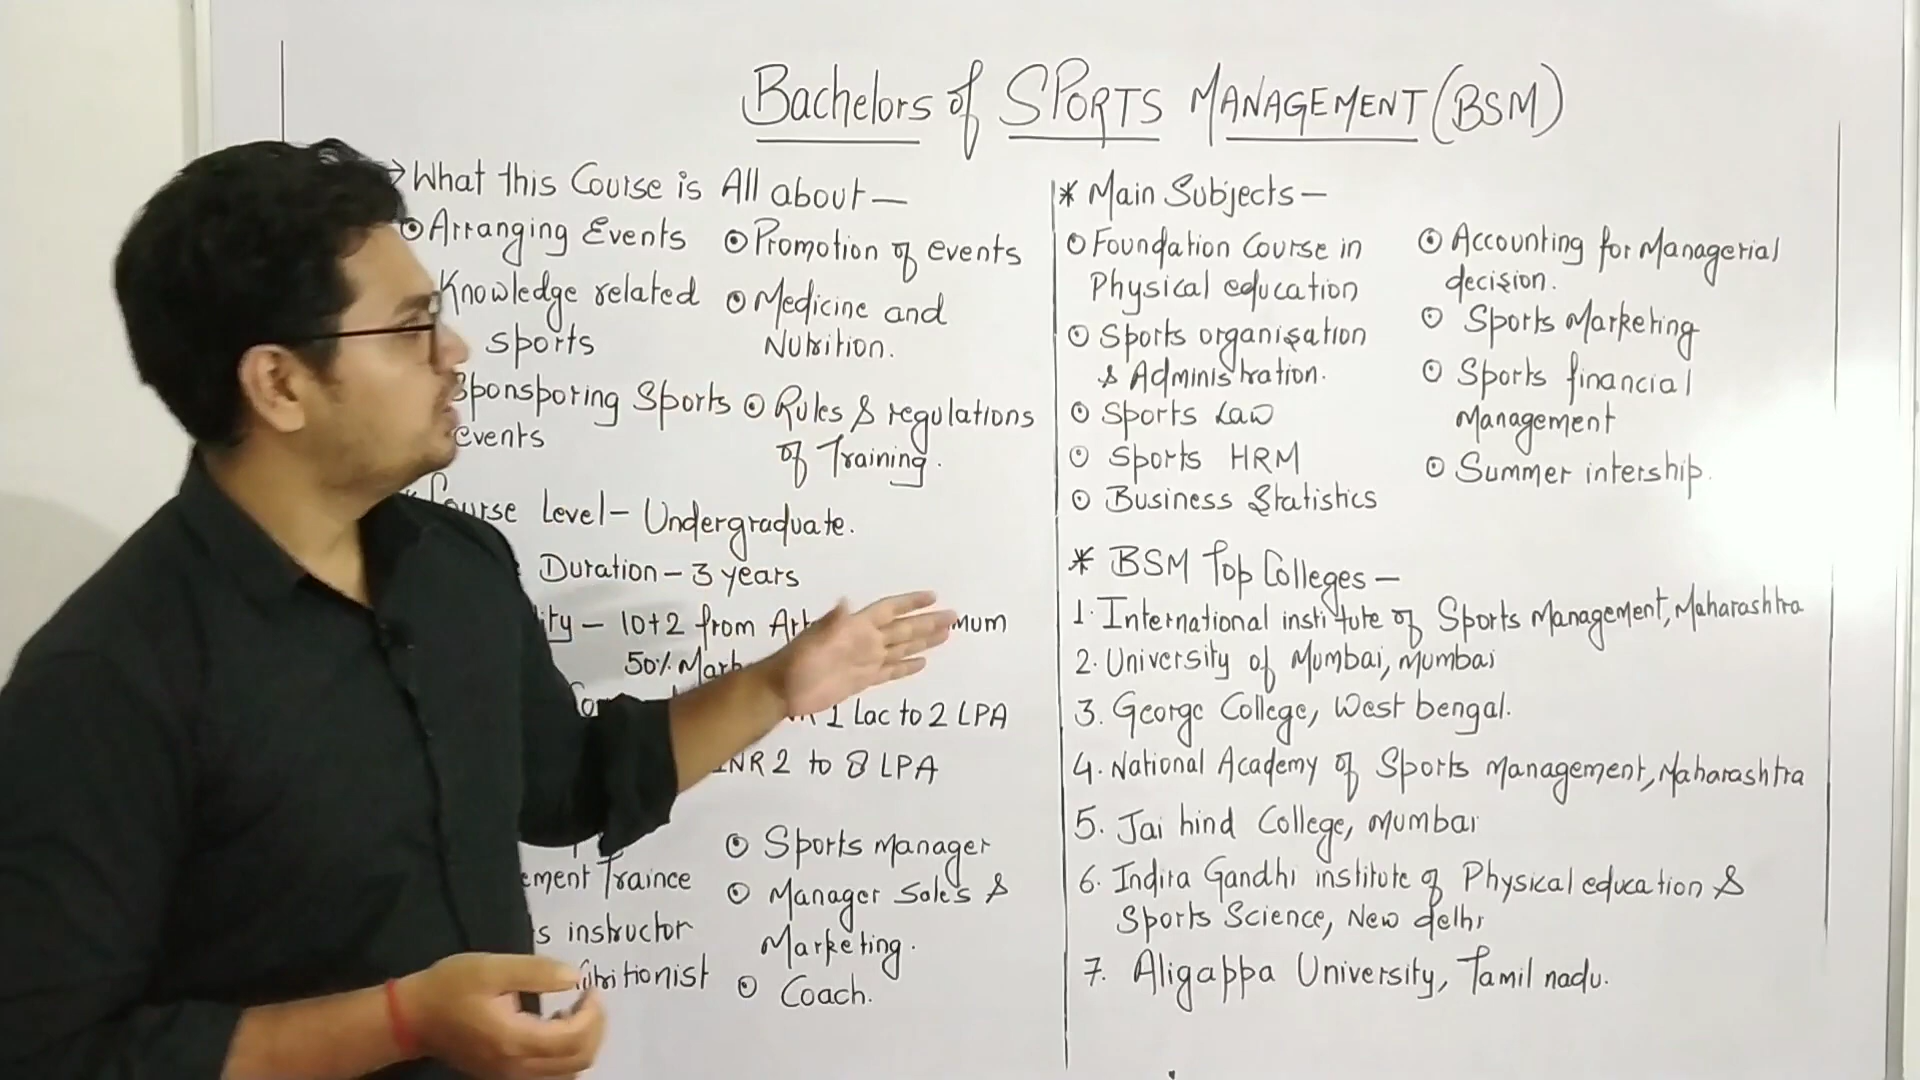 Bachelors of SPORTS MANAGEMENT (BSM)
→ What this Course is All about —
⊙ Arranging Events
⊙ Promotion of events
Knowledge related
sports
⊙ Medicine and
Nutrition.
Sponsporing Sports
events
⊙ Rules & regulations
of Training.
Course Level – Undergraduate.
Duration – 3 years
– 10+2 from
50%
1 Lac to 2 LPA
INR 2 to 8 LPA
⊙ Sports Manager
⊙ Manager Sales &
Marketing.
⊙ Coach.
instructor
* Main Subjects —
⊙ Foundation Course in
Physical education
⊙ Sports organisation
& Administration.
⊙ Sports Law
⊙ Sports HRM
⊙ Business Statistics
⊙ Accounting for Managerial
decision.
⊙ Sports Marketing
⊙ Sports financial
Management
⊙ Summer intership.
* BSM Top Colleges —
1. International institute of Sports Management, Maharashtra
2. University of Mumbai, Mumbai
3. George College, West bengal.
4. National Academy of Sports Management, Maharashtra
5. Jai hind College, Mumbai
6. Indira Gandhi institute of Physical education &
Sports Science, New delhi
7. Aligappa University, Tamil nadu.